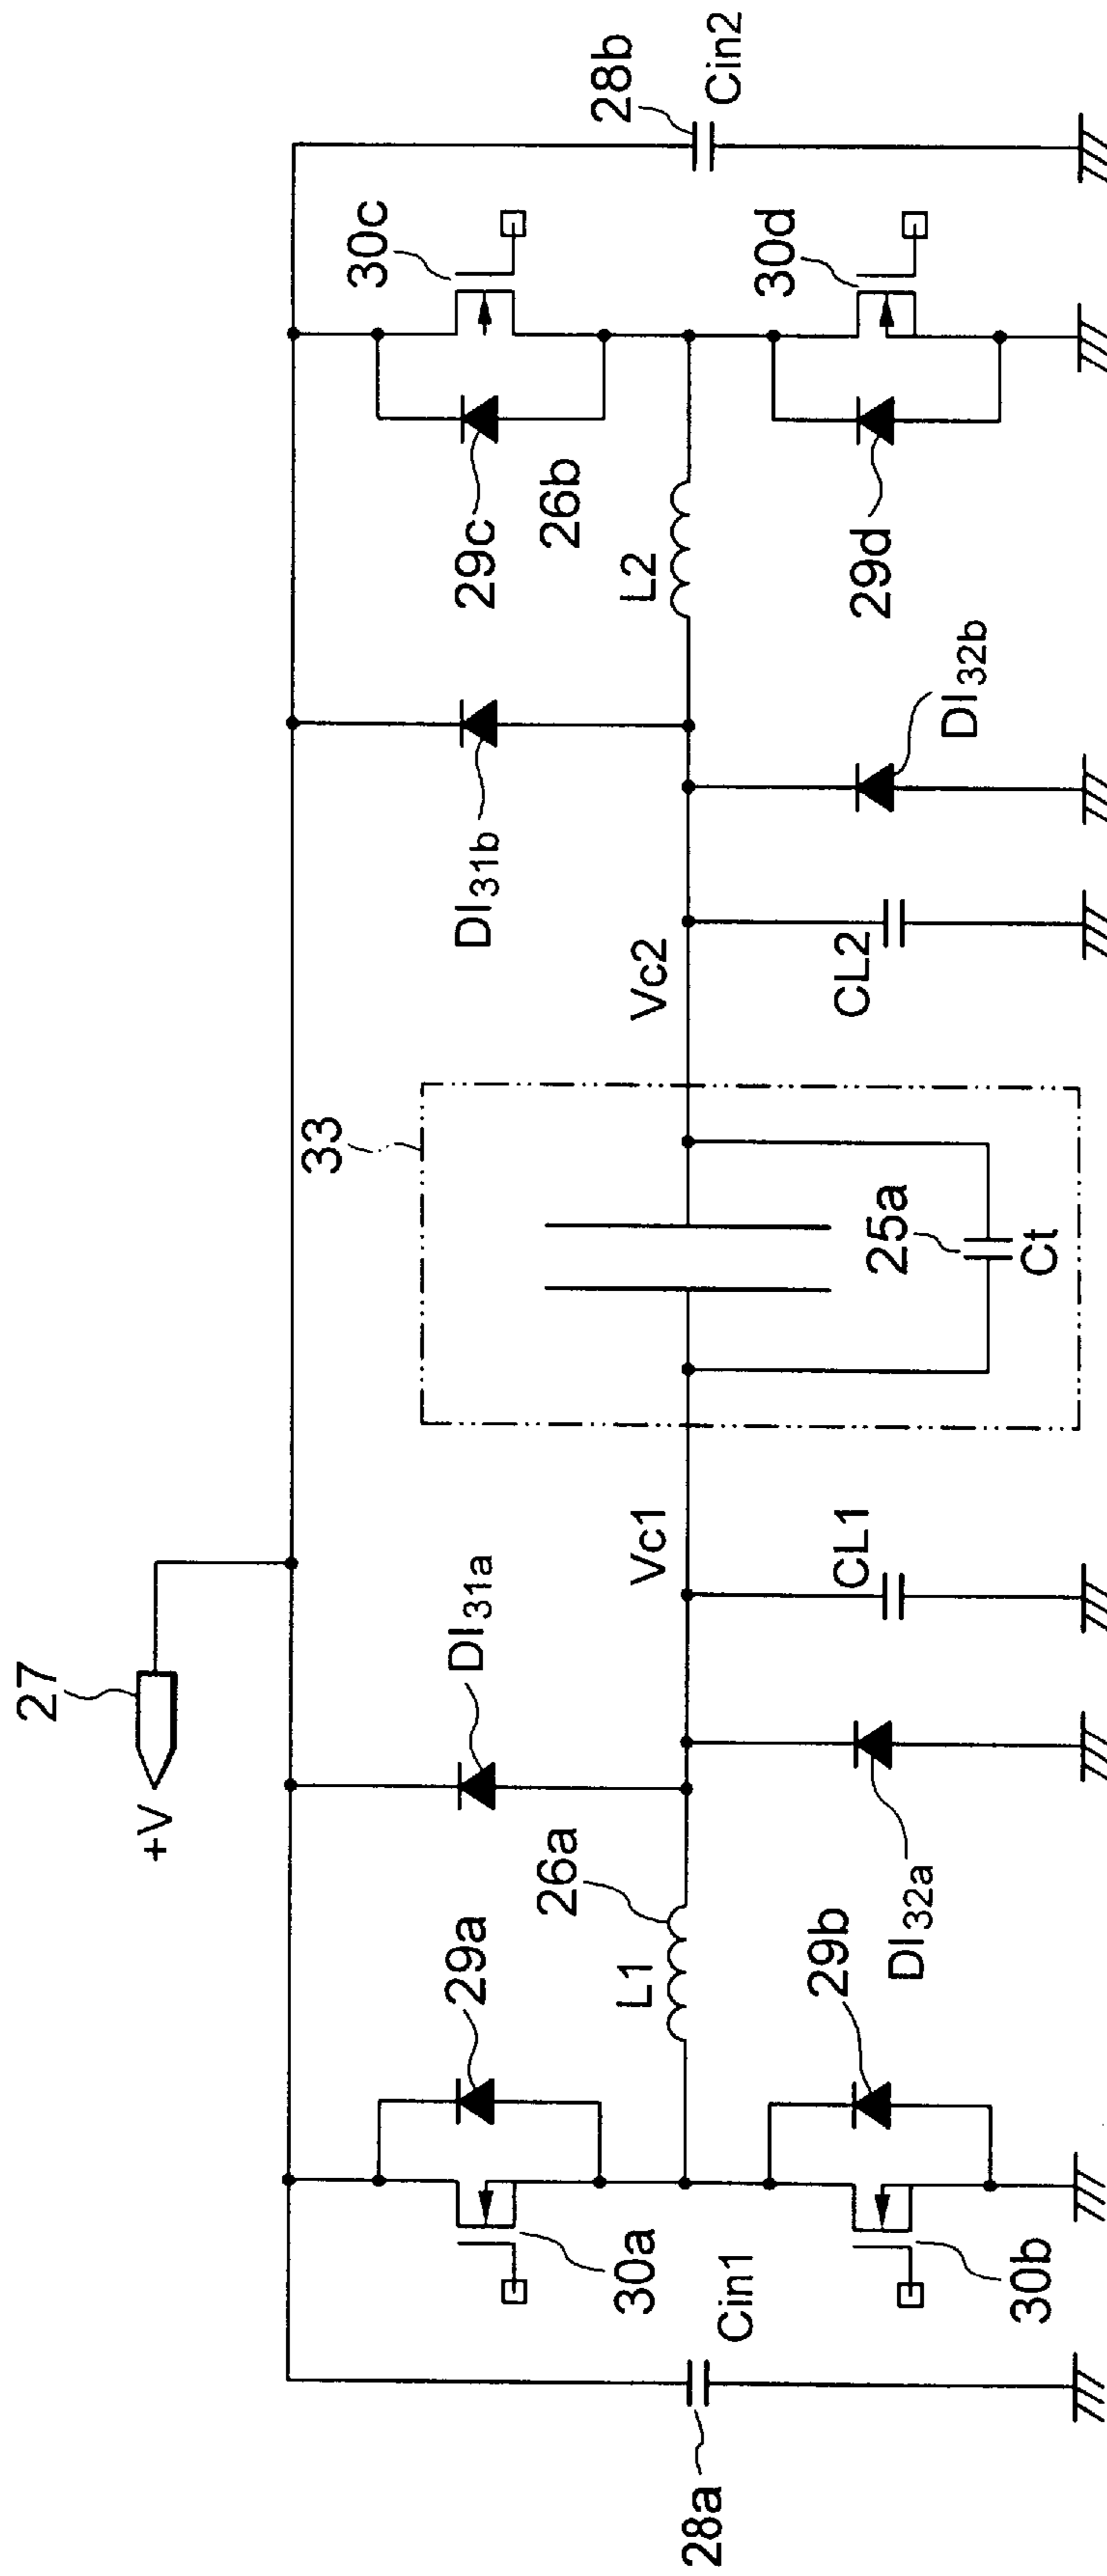 27
+V
33
DI31a
DI31b
30c
29c
26b
28b
Cin2
29a
26a
L1
Vc1
Vc2
L2
30d
29d
30a
Cin1
28a
29b
30b
DI32a
CL1
25a
Ct
CL2
DI32b